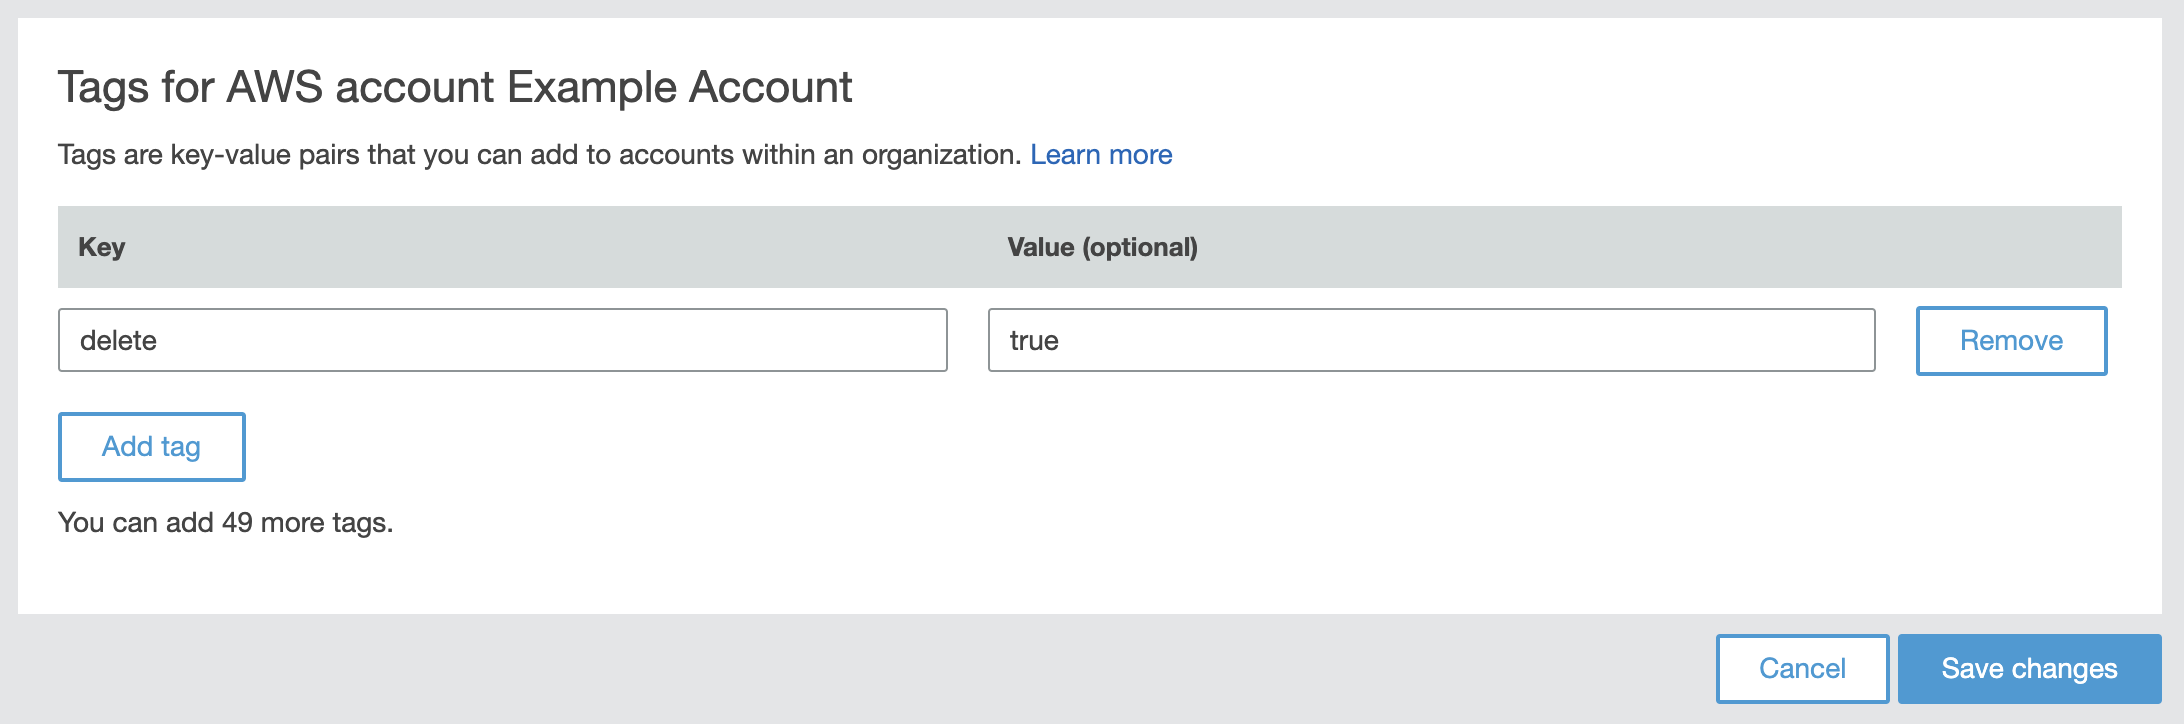 Tags for AWS account Example Account
Tags are key-value pairs that you can add to accounts within an organization. Learn more
Key Value (optional)
delete true Remove
Add tag
You can add 49 more tags.
Cancel Save changes